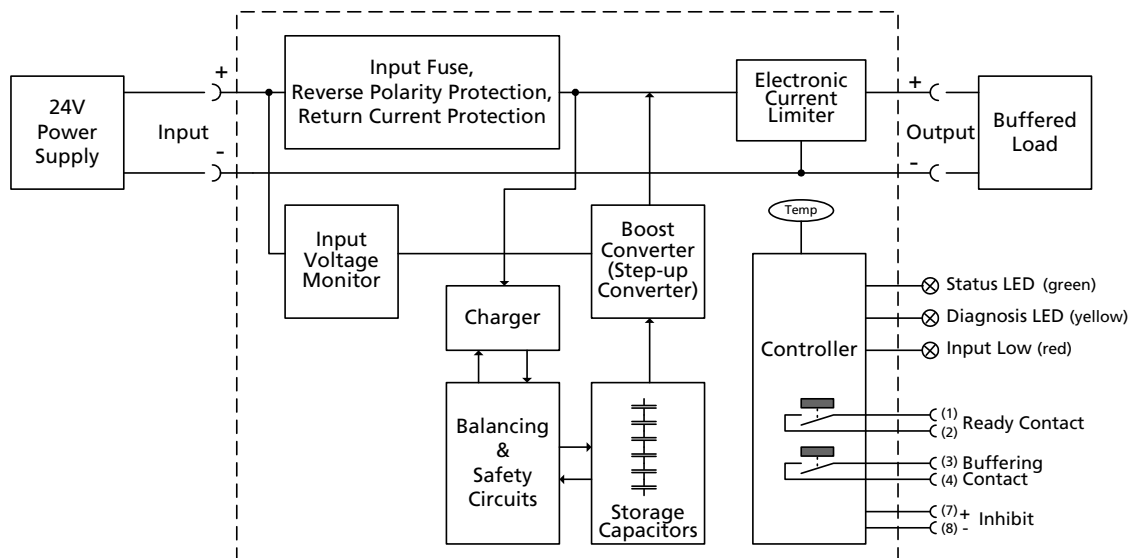 24V
Power
Supply
+
Input
-
Input Fuse,
Reverse Polarity Protection,
Return Current Protection
Electronic
Current
Limiter
+
Output
-
Buffered
Load
Input
Voltage
Monitor
Boost
Converter
(Step-up
Converter)
Charger
Balancing
&
Safety
Circuits
Storage
Capacitors
Temp
Controller
Status LED (green)
Diagnosis LED (yellow)
Input Low (red)
(1)
(2) Ready Contact
(3) Buffering
(4) Contact
(7) + Inhibit
(8) -